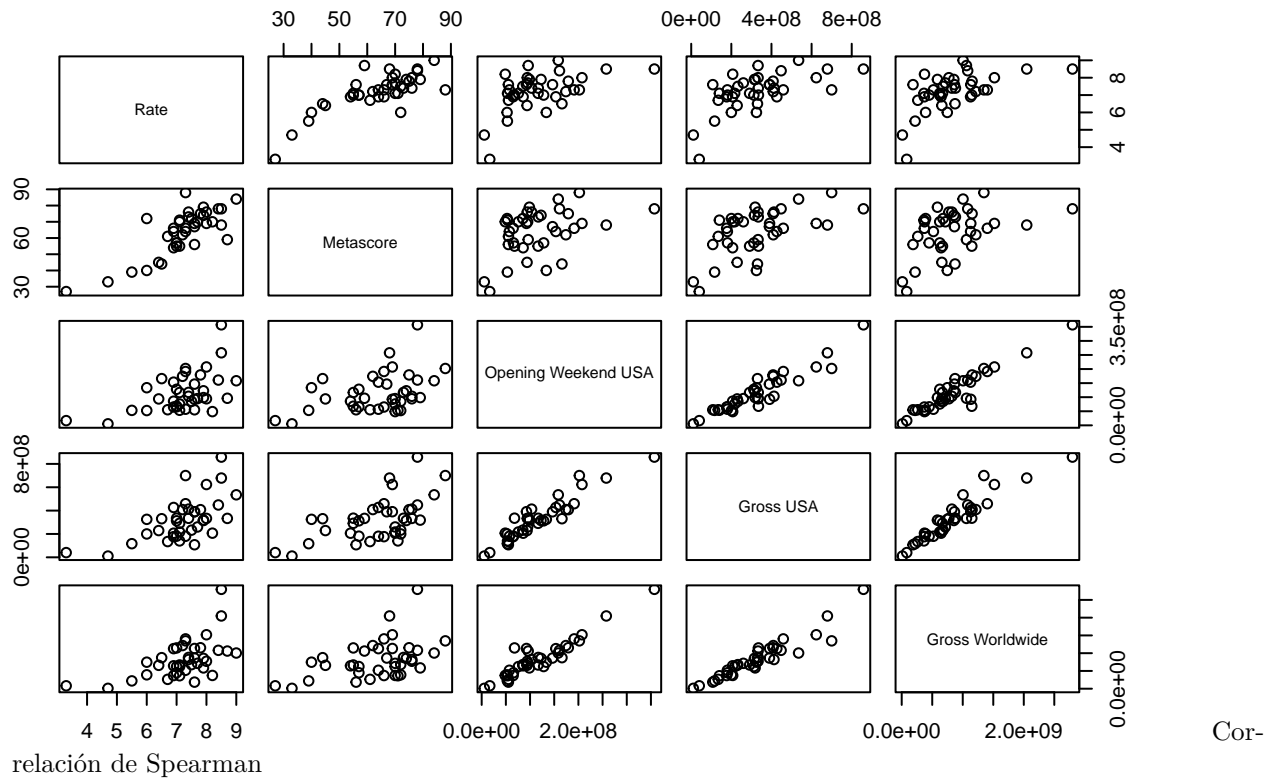 30 50 70 90 0e+00 4e+08 8e+08
Rate
4 6 8
30 60 90
Metascore
Opening Weekend USA
0.0e+00 3.5e+08
0e+00 8e+08
Gross USA
Gross Worldwide
0.0e+00
4 5 6 7 8 9 0.0e+00 2.0e+08 0.0e+00 2.0e+09
Cor-
relación de Spearman